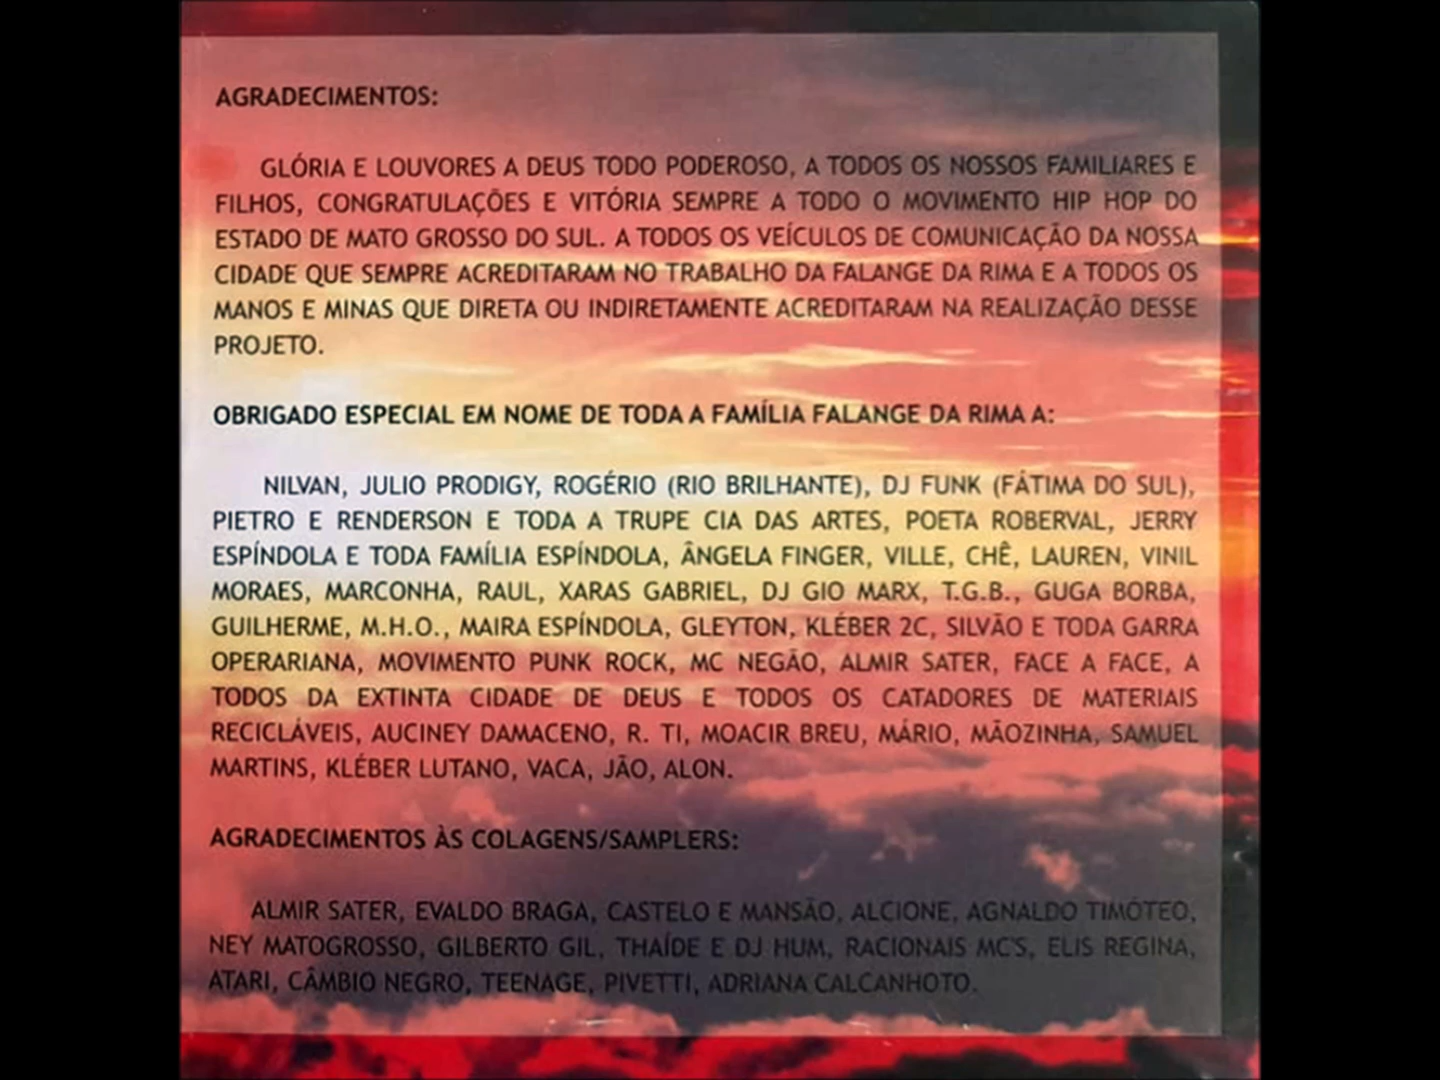 AGRADECIMENTOS:
GLÓRIA E LOUVORES A DEUS TODO PODEROSO, A TODOS OS NOSSOS FAMILIARES E
FILHOS, CONGRATULAÇÕES E VITÓRIA SEMPRE A TODO O MOVIMENTO HIP HOP DO
ESTADO DE MATO GROSSO DO SUL. A TODOS OS VEÍCULOS DE COMUNICAÇÃO DA NOSSA
CIDADE QUE SEMPRE ACREDITARAM NO TRABALHO DA FALANGE DA RIMA E A TODOS OS
MANOS E MINAS QUE DIRETA OU INDIRETAMENTE ACREDITARAM NA REALIZAÇÃO DESSE
PROJETO.
OBRIGADO ESPECIAL EM NOME DE TODA A FAMÍLIA FALANGE DA RIMA A:
NILVAN, JULIO PRODIGY, ROGÉRIO (RIO BRILHANTE), DJ FUNK (FÁTIMA DO SUL),
PIETRO E RENDERSON E TODA A TRUPE CIA DAS ARTES, POETA ROBERVAL, JERRY
ESPÍNDOLA E TODA FAMÍLIA ESPÍNDOLA, ÂNGELA FINGER, VILLE, CHÊ, LAUREN, VINIL
MORAES, MARCONHA, RAUL, XARAS GABRIEL, DJ GIO MARX, T.G.B., GUGA BORBA,
GUILHERME, M.H.O., MAIRA ESPÍNDOLA, GLEYTON, KLÉBER 2C, SILVÃO E TODA GARRA
OPERARIANA, MOVIMENTO PUNK ROCK, MC NEGÃO, ALMIR SATER, FACE A FACE, A
TODOS DA EXTINTA CIDADE DE DEUS E TODOS OS CATADORES DE MATERIAIS
RECICLÁVEIS, AUCINEY DAMACENO, R. TI, MOACIR BREU, MÁRIO, MÃOZINHA, SAMUEL
MARTINS, KLÉBER LUTANO, VACA, JÃO, ALON.
AGRADECIMENTOS ÀS COLAGENS/SAMPLERS:
ALMIR SATER, EVALDO BRAGA, CASTELO E MANSÃO, ALCIONE, AGNALDO TIMÓTEO,
NEY MATOGROSSO, GILBERTO GIL, THAÍDE E DJ HUM, RACIONAIS MC'S, ELIS REGINA,
ATARI, CÂMBIO NEGRO, TEENAGE, PIVETTI, ADRIANA CALCANHOTO.